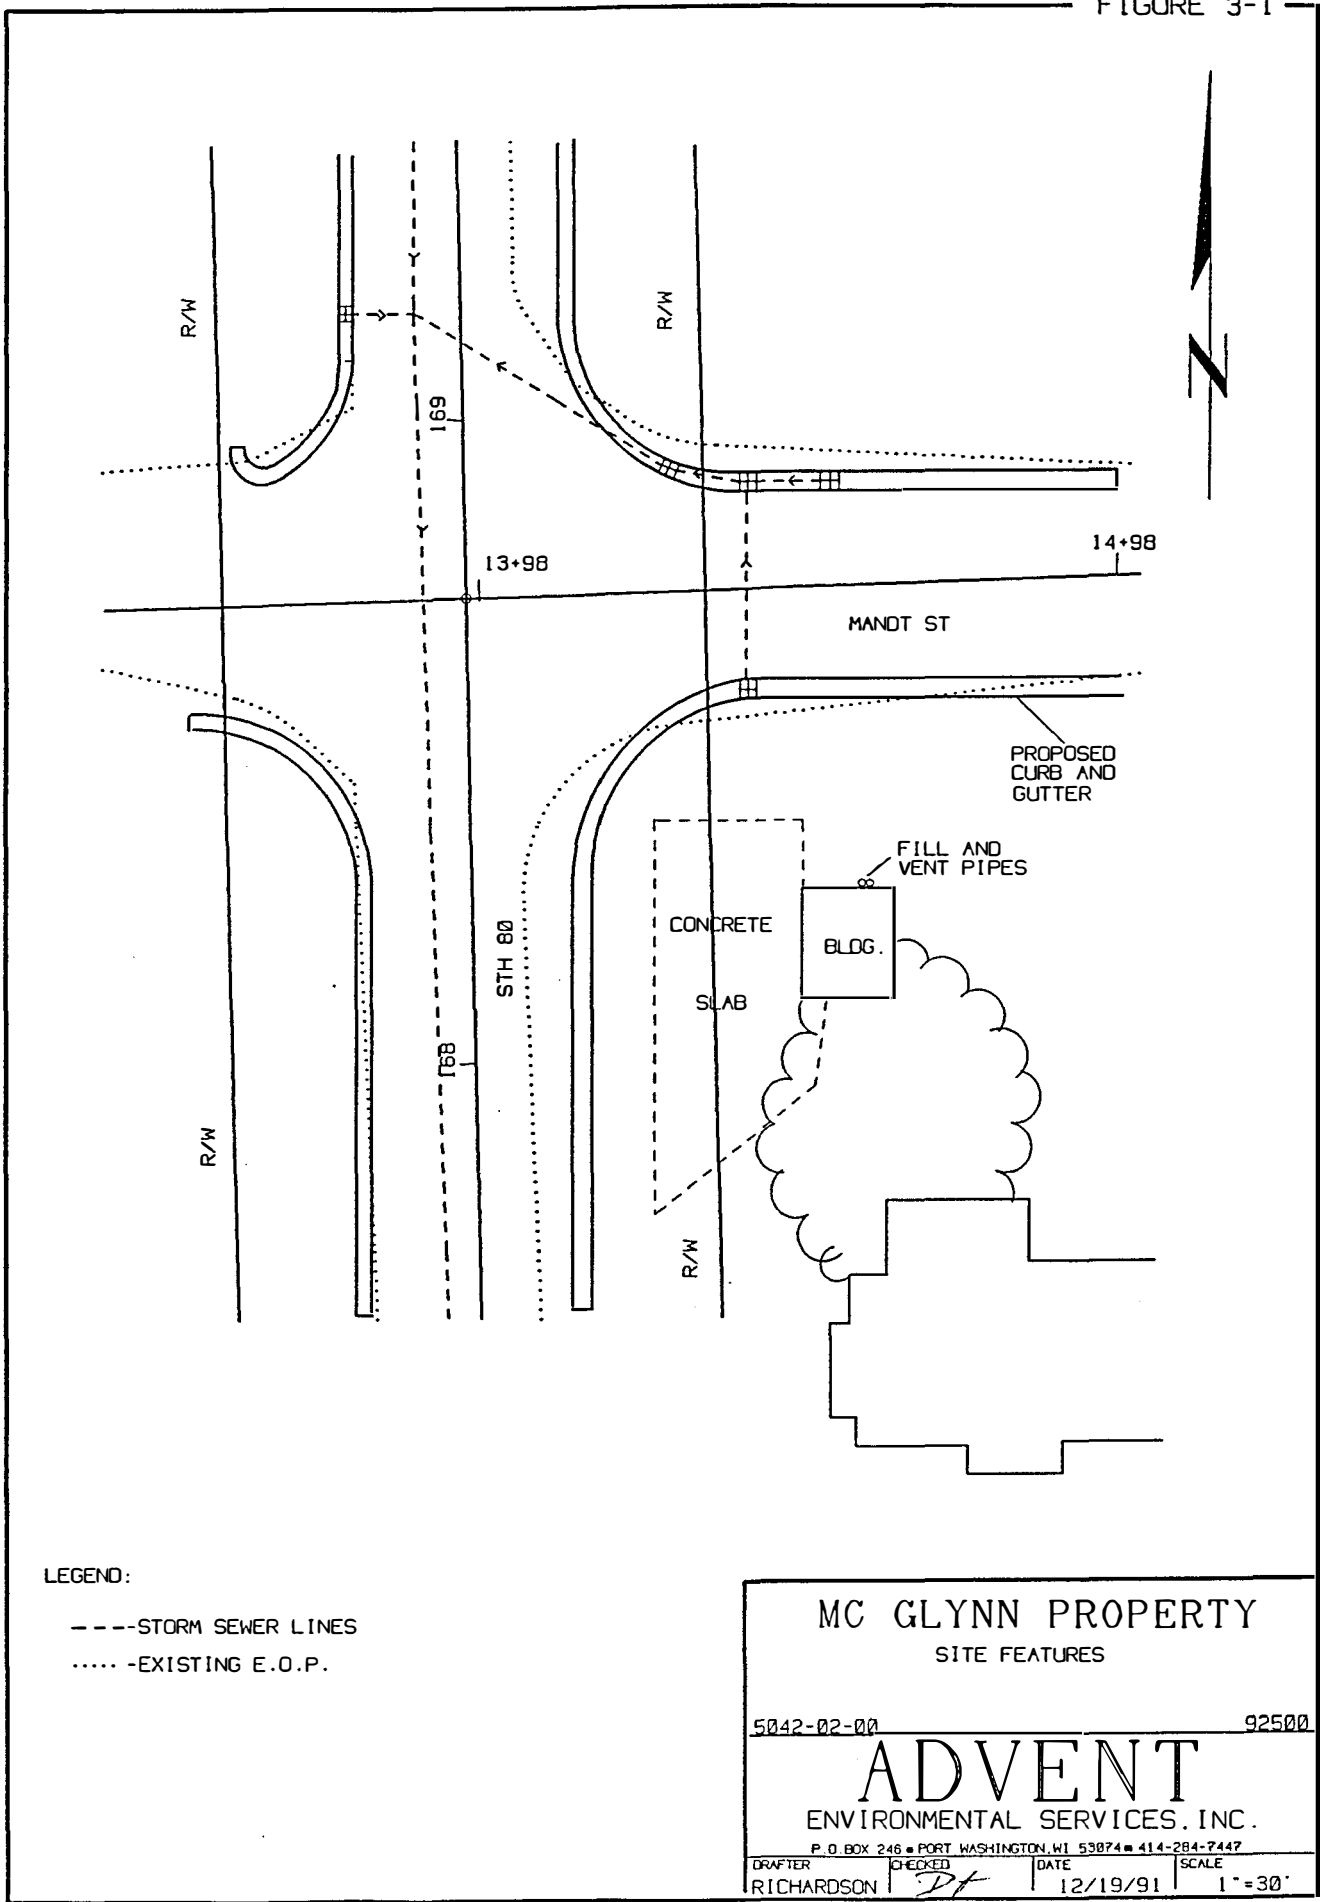 FIGURE 3-1
R/W
R/W
N
169
13+98
14+98
MANDT ST
PROPOSED
CURB AND
GUTTER
FILL AND
VENT PIPES
CONCRETE
SLAB
BLDG.
STH 80
168
R/W
R/W
LEGEND:
-STORM SEWER LINES
-EXISTING E.O.P.
MC GLYNN PROPERTY
SITE FEATURES
5042-02-00 92500
ADVENT
ENVIRONMENTAL SERVICES, INC.
P.O.BOX 246 • PORT WASHINGTON, WI 53074 • 414-284-7447
DRAFTER CHECKED DATE SCALE
RICHARDSON 12/19/91 1"=30'